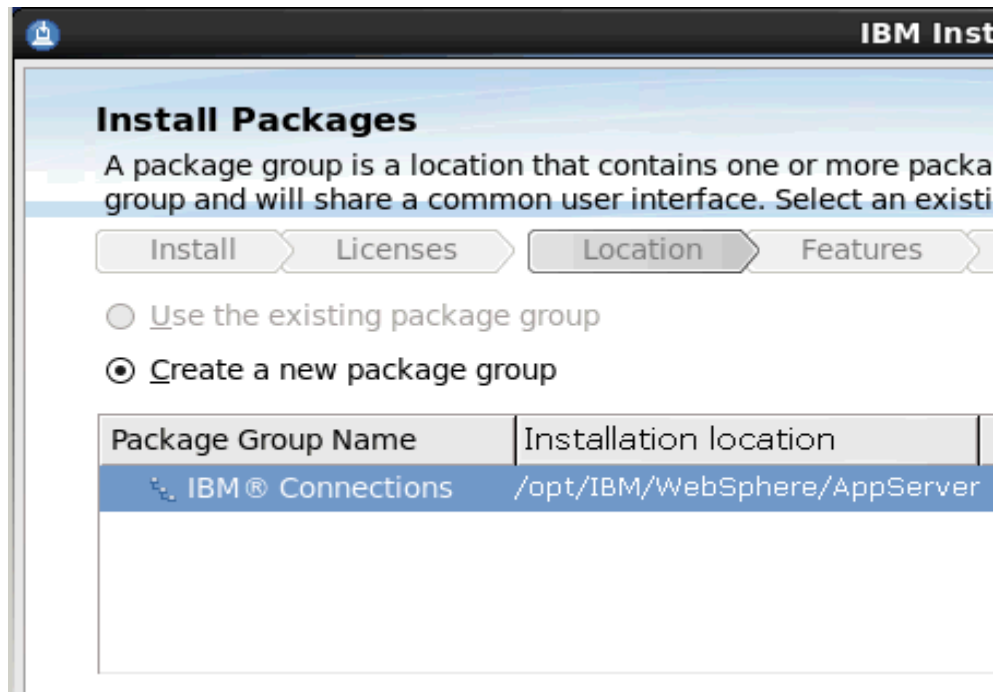 IBM Inst
Install Packages
A package group is a location that contains one or more packa
group and will share a common user interface. Select an existi
Install Licenses Location Features
Use the existing package group
Create a new package group
Package Group Name Installation location
IBM® Connections /opt/IBM/WebSphere/AppServer